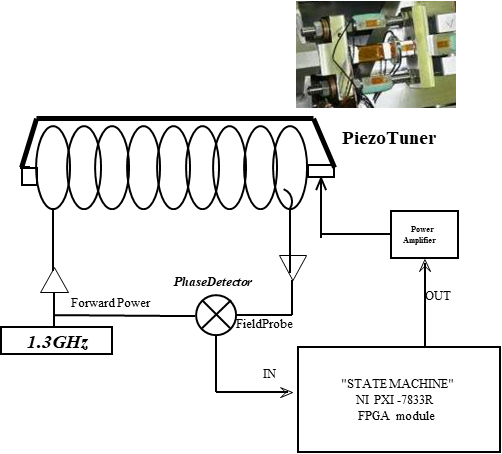 PiezoTuner
Power
Amplifier
PhaseDetector
Forward Power
FieldProbe
OUT
1.3GHz
IN
"STATE MACHINE"
NI PXI -7833R
FPGA module